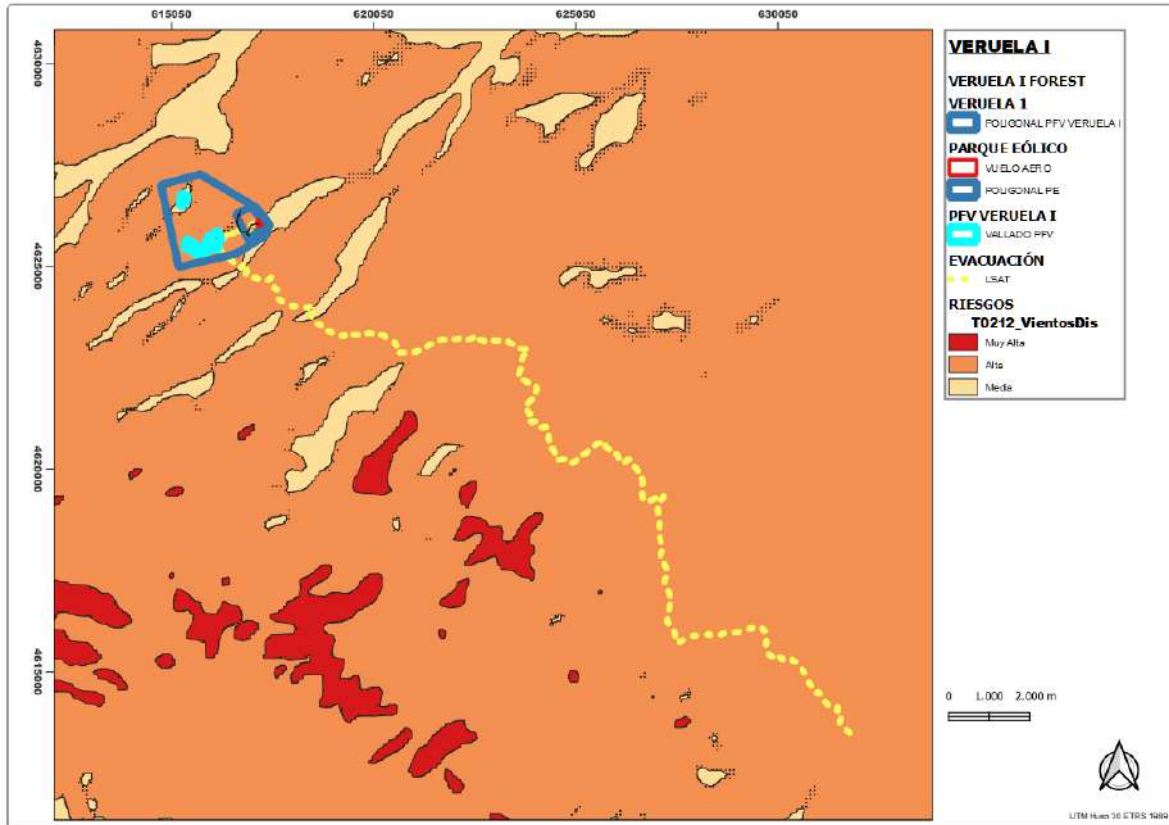 615050 620050 625050 630050
4630000
4625000
4620000
4615000
VERUELA I
VERUELA I FOREST
VERUELA 1
POLIGONAL PFV VERUELA I
PARQUE EÓLICO
VUELO AERO
POLIGONAL PE
PFV VERUELA I
VALLADO PFV
EVACUACIÓN
LSAT
RIESGOS
T0212_VientosDis
Muy Alta
Alta
Media
0 1.000 2.000 m
UTM Huso 30 ETRS 1989